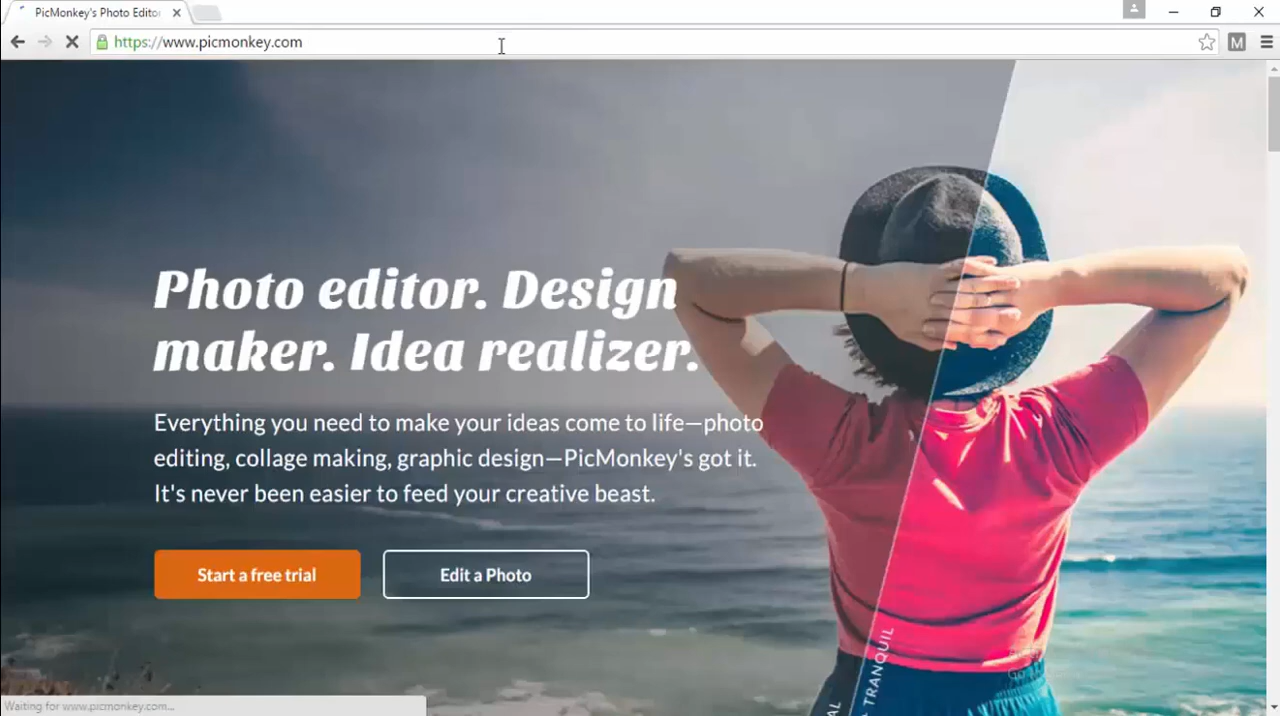 PicMonkey's Photo Editor
https://www.picmonkey.com
M
Photo editor. Design
maker. Idea realizer.
Everything you need to make your ideas come to life—photo
editing, collage making, graphic design—PicMonkey's got it.
It's never been easier to feed your creative beast.
Start a free trial
Edit a Photo
TRANQUIL
Waiting for www.picmonkey.com...